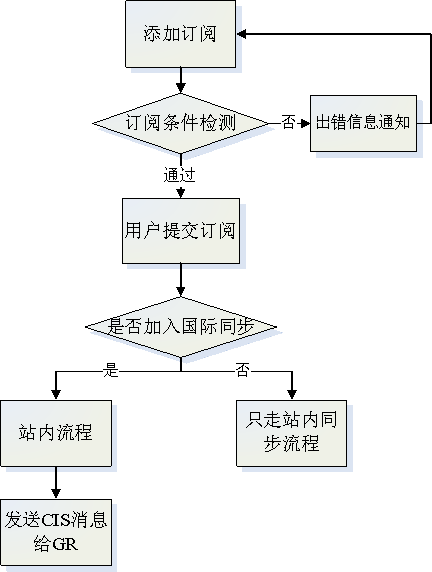 添加订阅
订阅条件检测
否
出错信息通知
通过
用户提交订阅
是否加入国际同步
是
否
站内流程
只走站内同
步流程
发送CIS消息
给GR